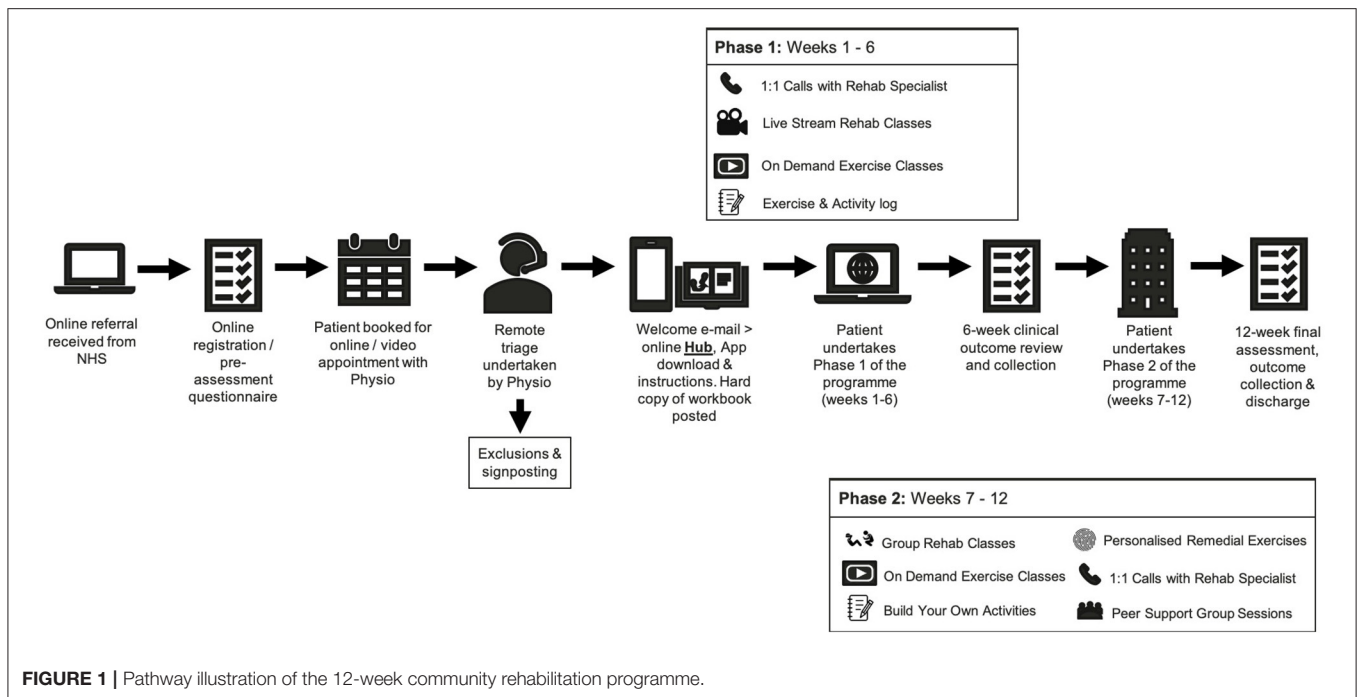 Phase 1: Weeks 1 - 6
1:1 Calls with Rehab Specialist
Live Stream Rehab Classes
On Demand Exercise Classes
Exercise & Activity log
Online referral
received from
NHS
Online
registration /
pre-
assessment
questionnaire
Patient booked for
online / video
appointment with
Physio
Remote
triage
undertaken
by Physio
Exclusions &
signposting
Welcome e-mail >
online Hub, App
download &
instructions. Hard
copy of workbook
posted
Patient
undertakes
Phase 1 of the
programme
(weeks 1-6)
6-week clinical
outcome review
and collection
Patient
undertakes
Phase 2 of the
programme
(weeks 7-12)
12-week final
assessment,
outcome
collection &
discharge
Phase 2: Weeks 7 - 12
Group Rehab Classes
On Demand Exercise Classes
Build Your Own Activities
Personalised Remedial Exercises
1:1 Calls with Rehab Specialist
Peer Support Group Sessions
FIGURE 1 | Pathway illustration of the 12-week community rehabilitation programme.